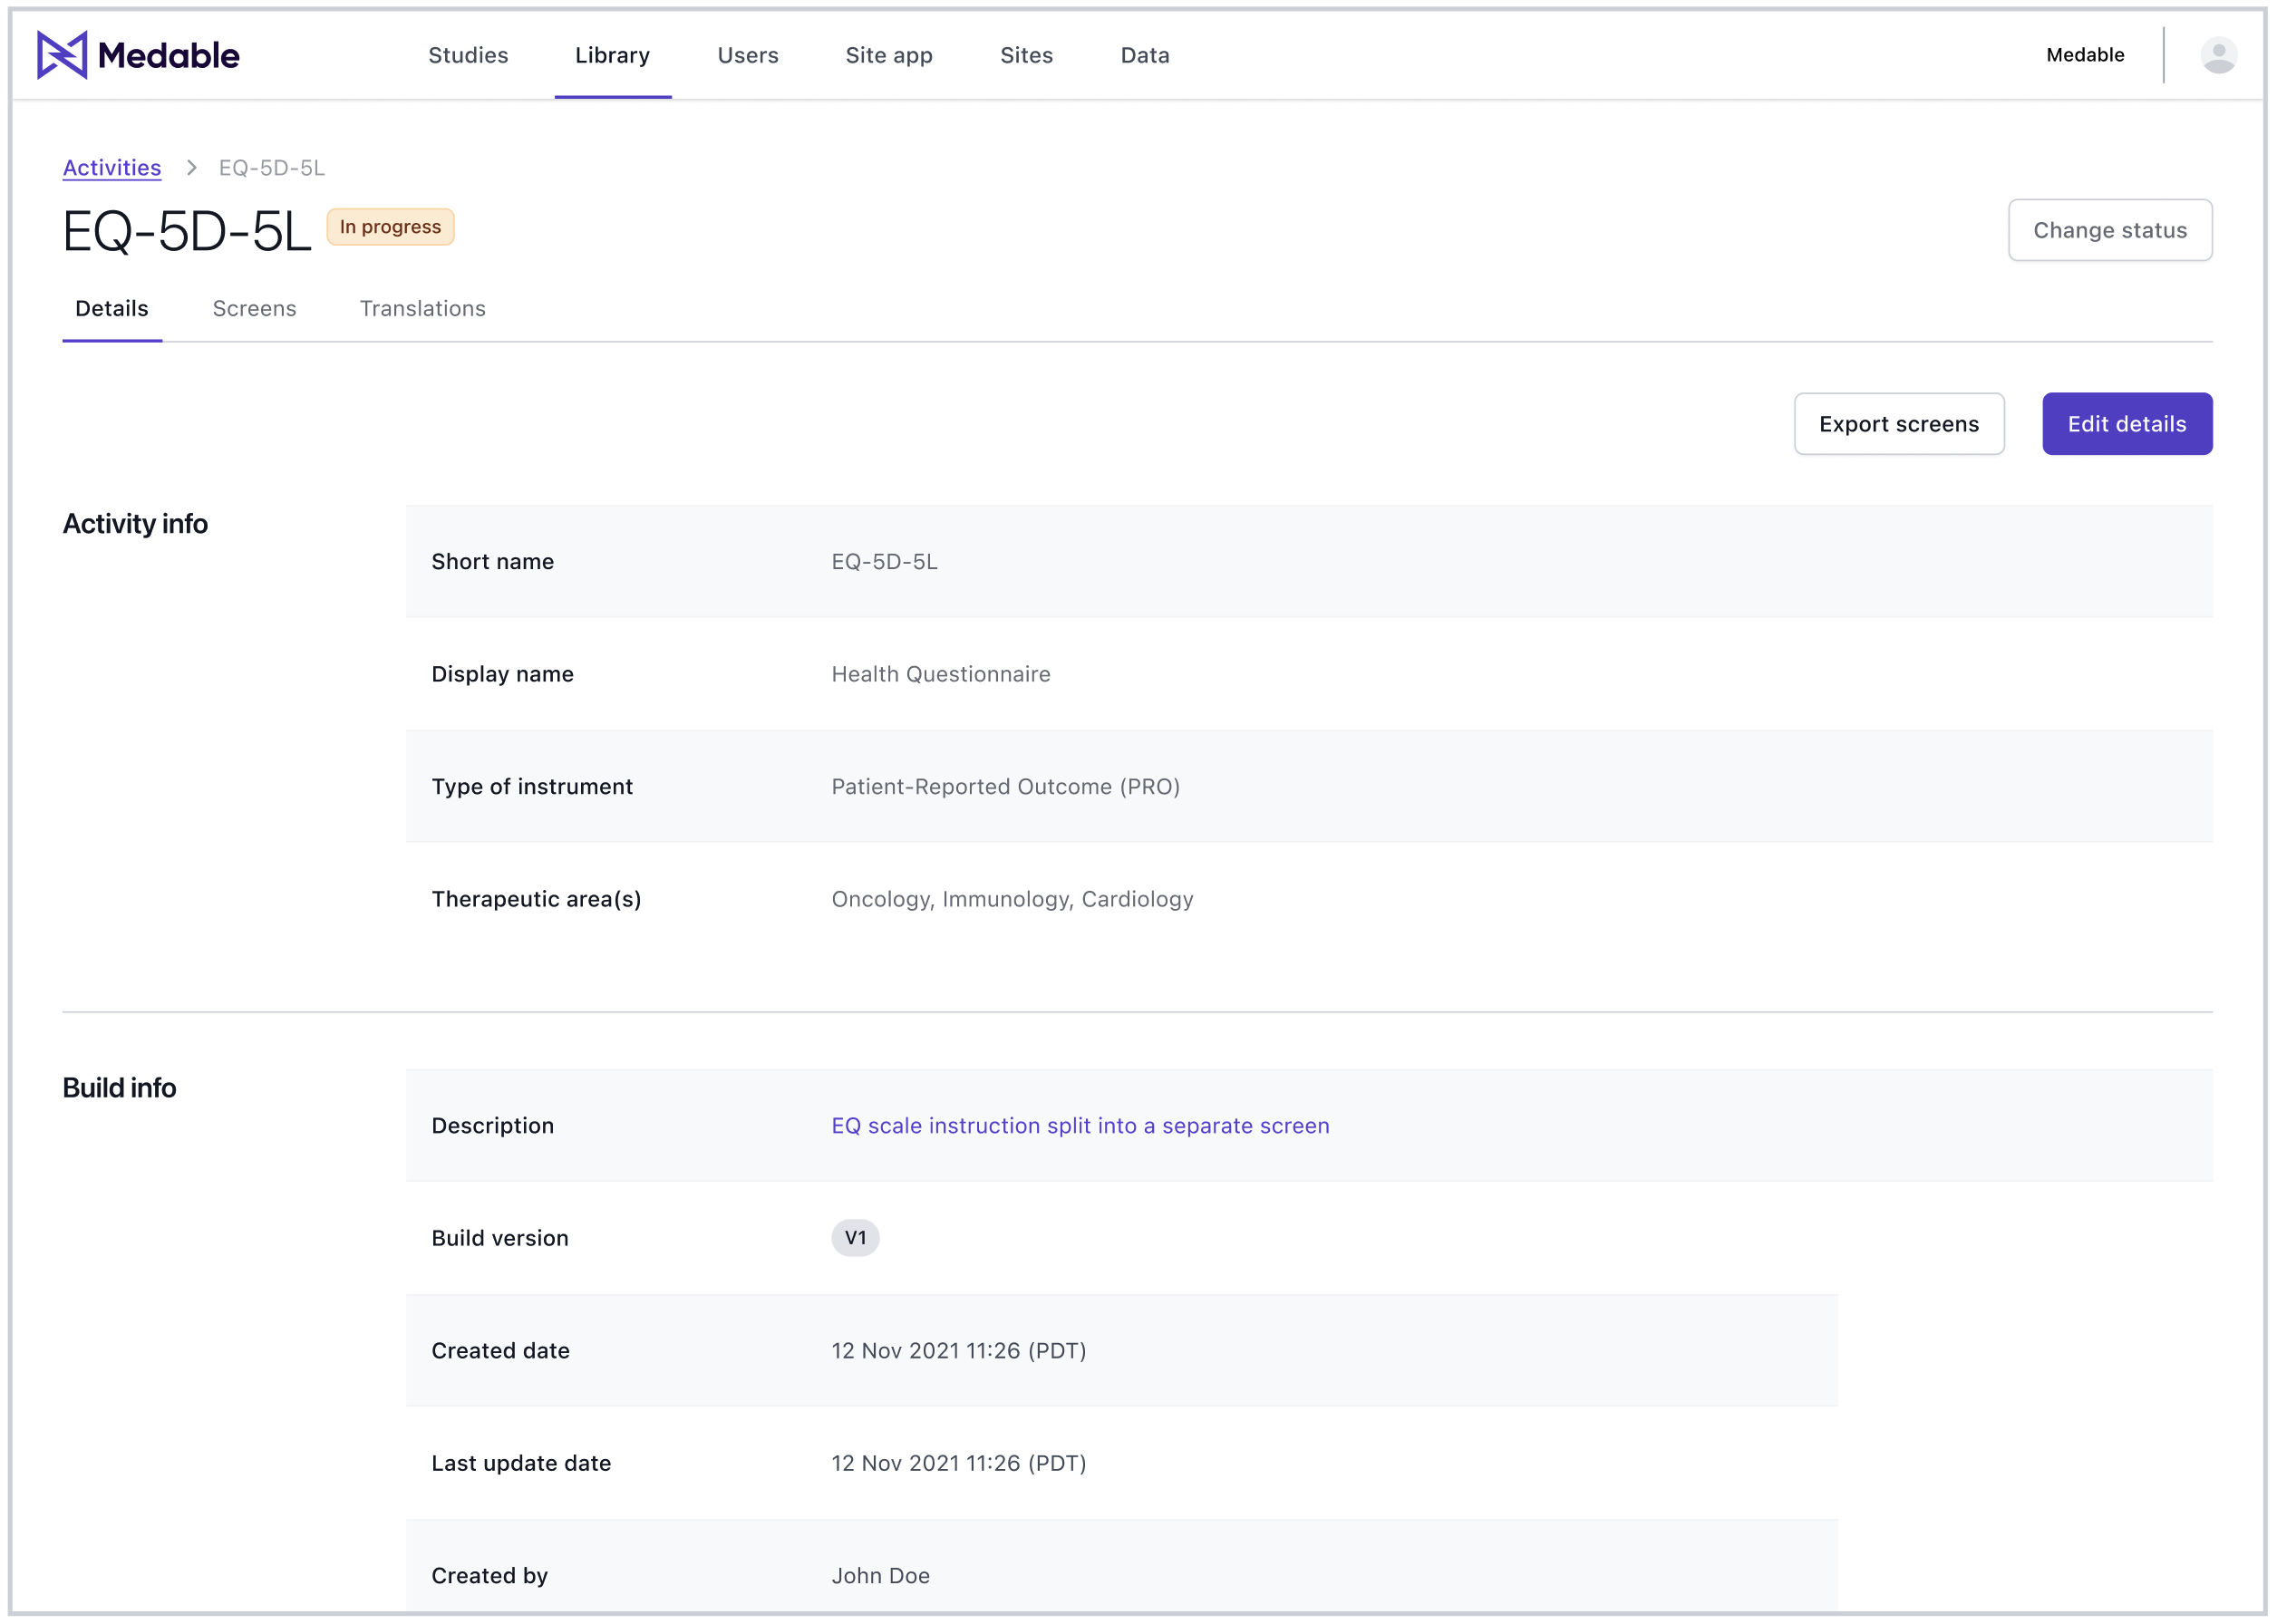 Medable Studies Library Users Site app Sites Data Medable
Activities > EQ-5D-5L
EQ-5D-5L In progress Change status
Details Screens Translations
Export screens Edit details
Activity info
Short name EQ-5D-5L
Display name Health Questionnaire
Type of instrument Patient-Reported Outcome (PRO)
Therapeutic area(s) Oncology, Immunology, Cardiology
Build info
Description EQ scale instruction split into a separate screen
Build version V1
Created date 12 Nov 2021 11:26 (PDT)
Last update date 12 Nov 2021 11:26 (PDT)
Created by John Doe